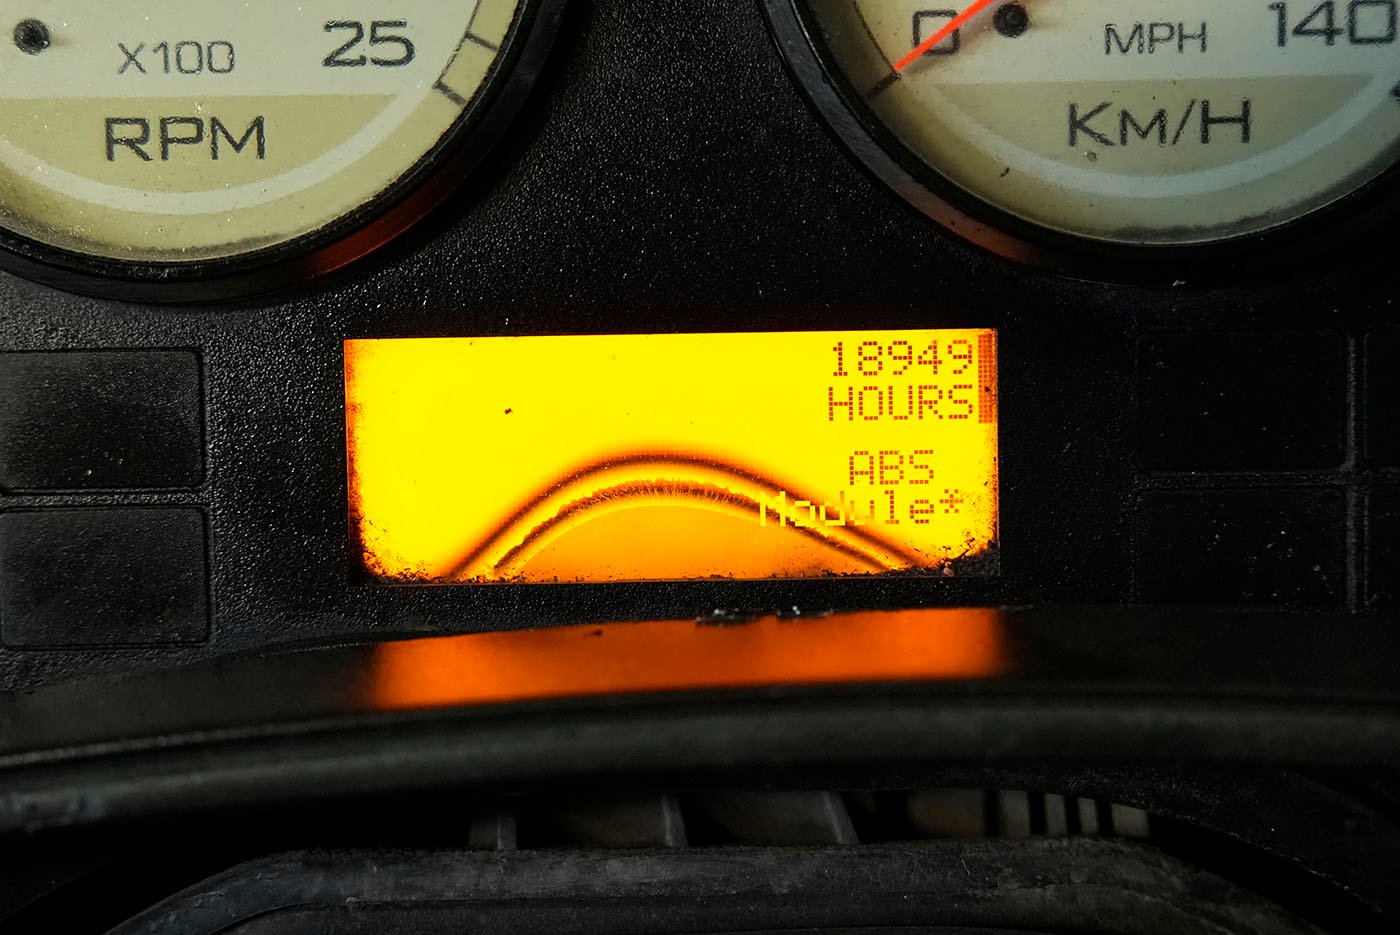 X100 25
RPM
0 MPH 140
KM/H
18949
HOURS
ABS
Module*